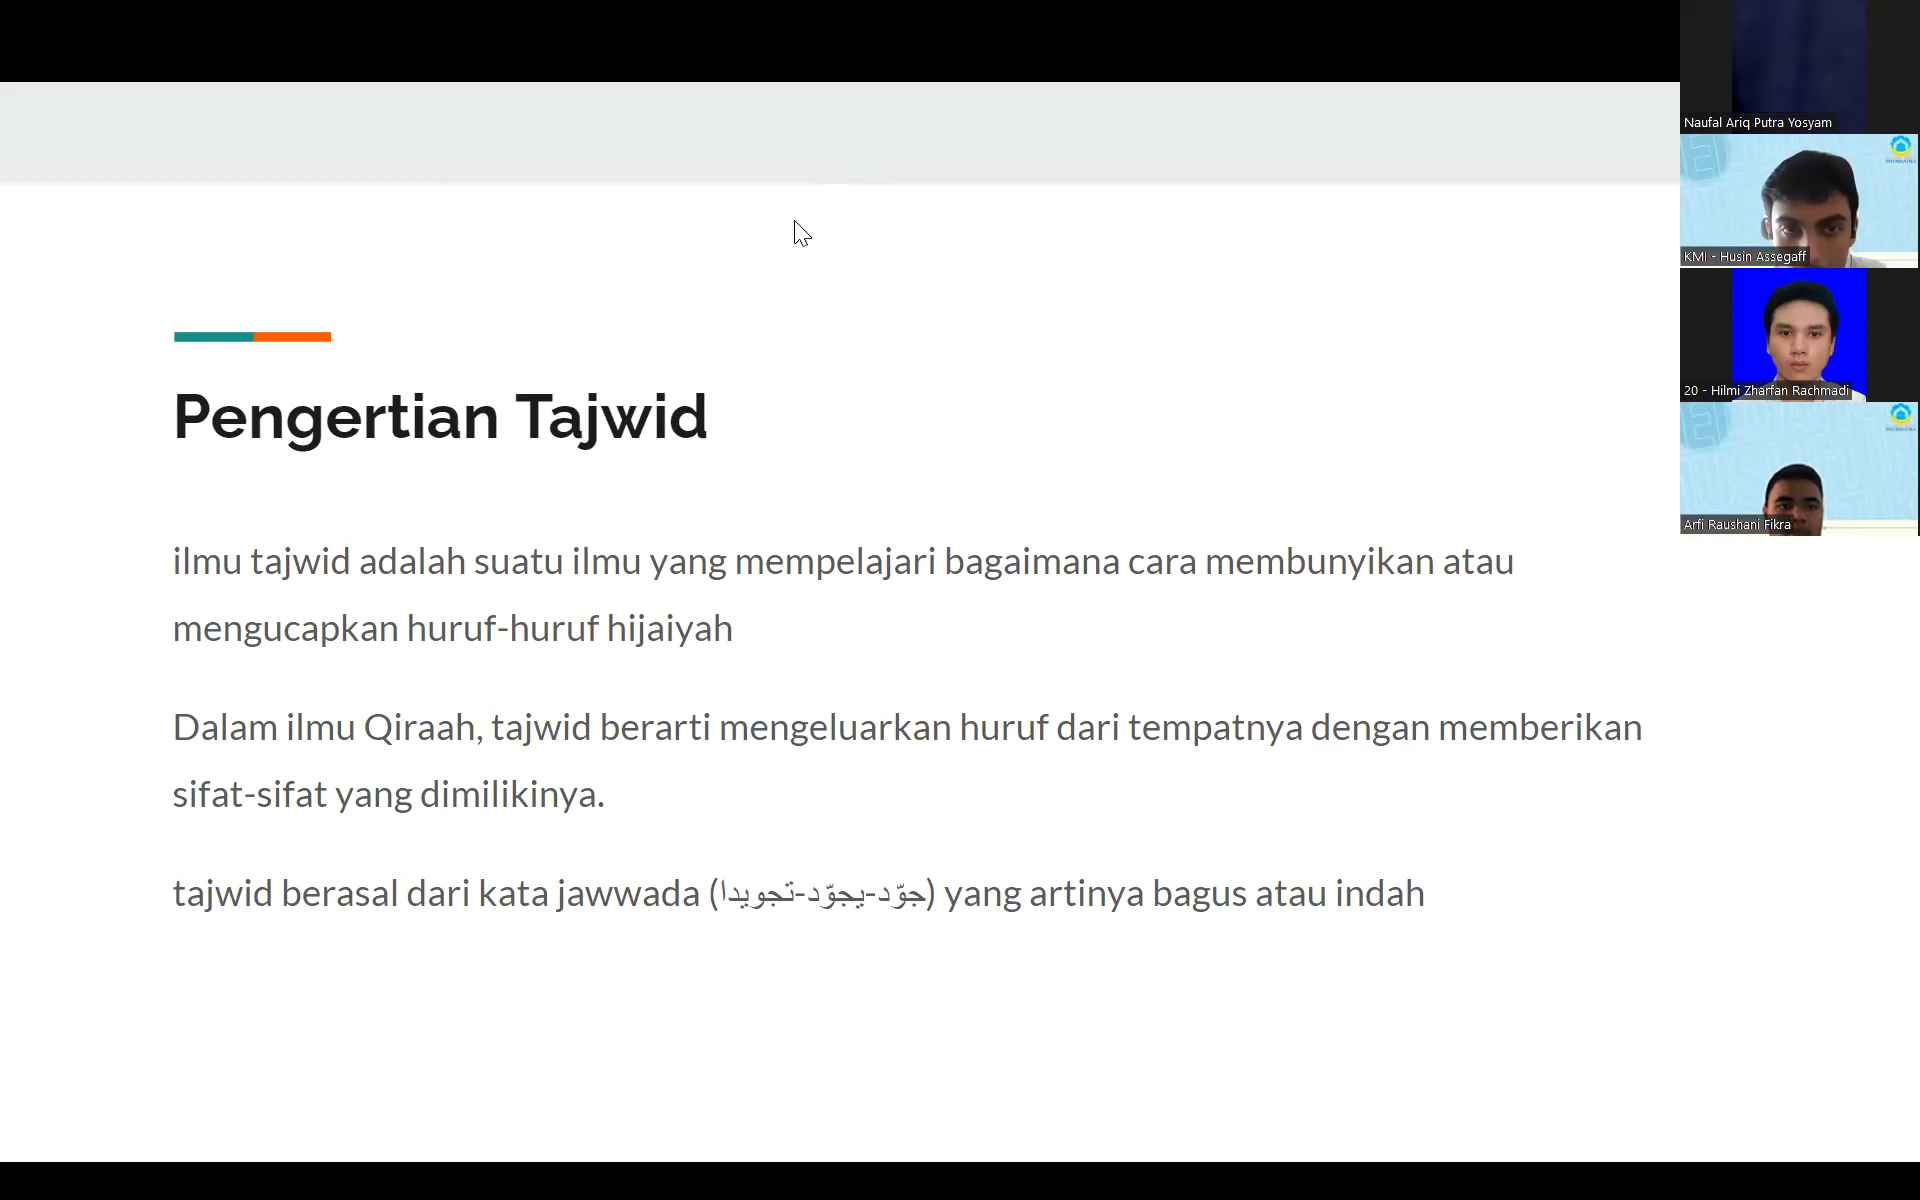 Pengertian Tajwid
ilmu tajwid adalah suatu ilmu yang mempelajari bagaimana cara membunyikan atau
mengucapkan huruf-huruf hijaiyah
Dalam ilmu Qiraah, tajwid berarti mengeluarkan huruf dari tempatnya dengan memberikan
sifat-sifat yang dimilikinya.
tajwid berasal dari kata jawwada (جوّد-يجوّد-تجويدا) yang artinya bagus atau indah
Naufal Ariq Putra Yosyam
KMI - Husin Assegaff
20 - Hilmi Zharfan Rachmadi
Arfi Raushani Fikra